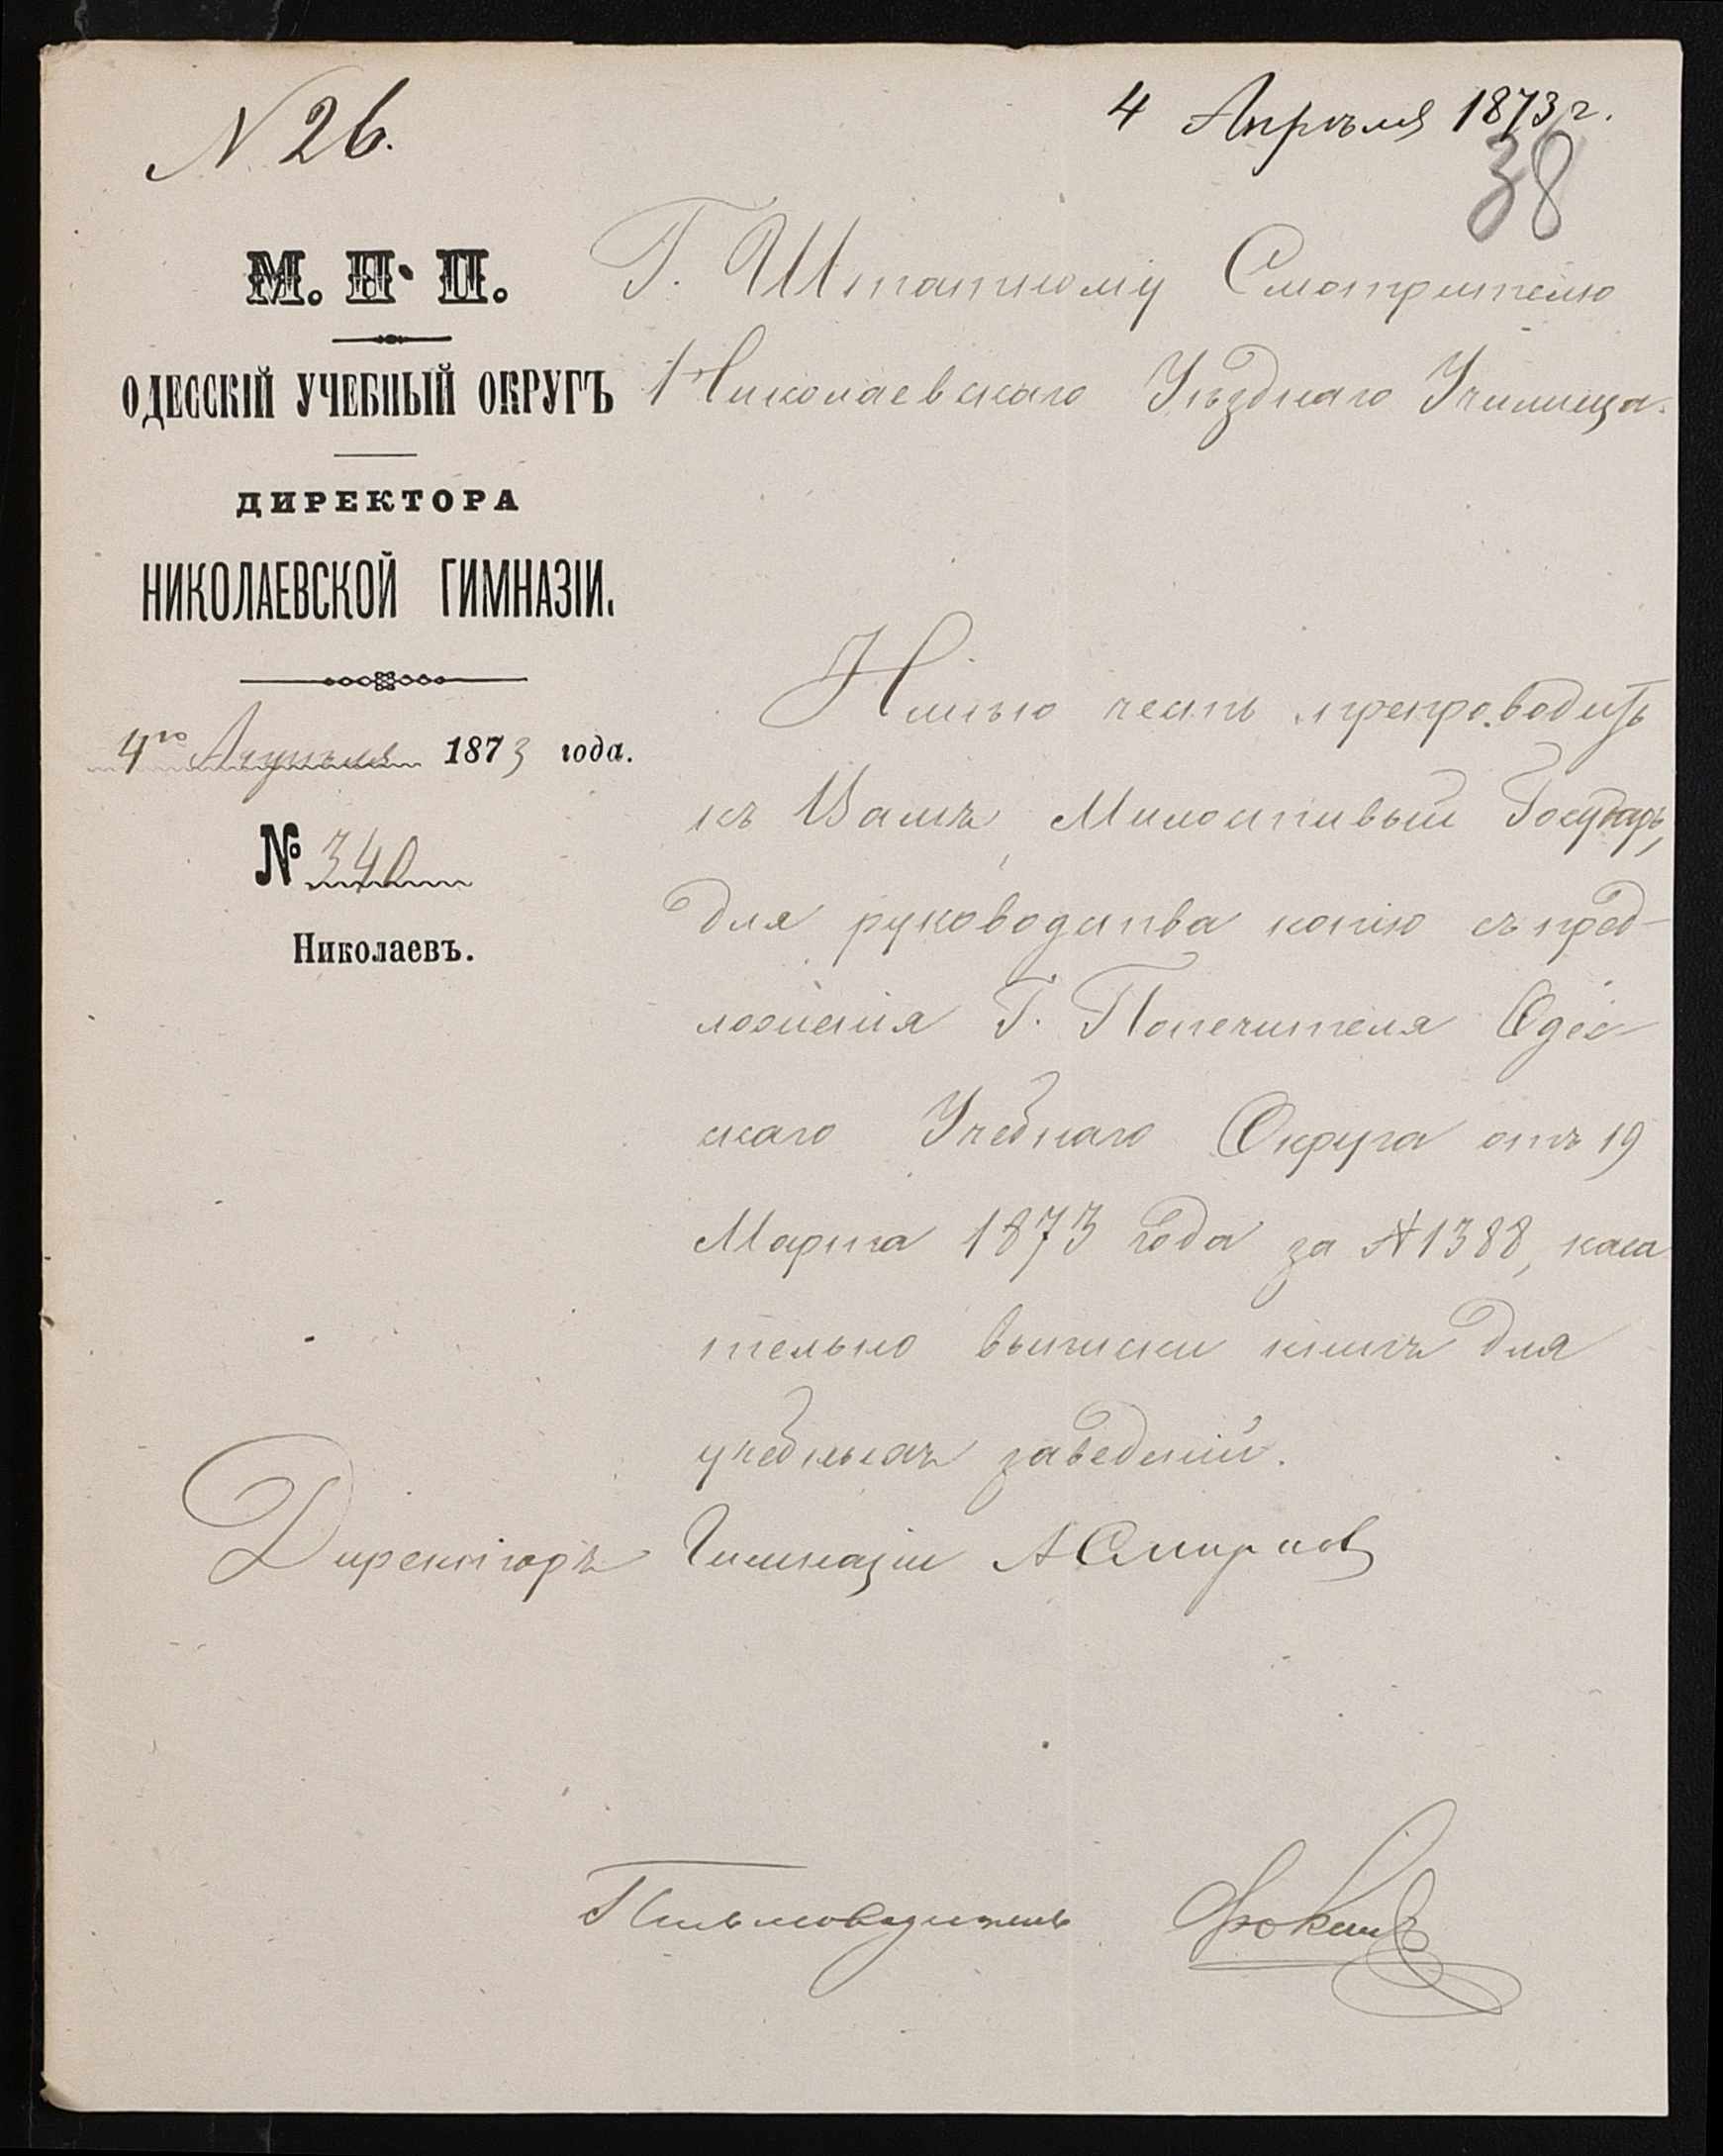 N 26.
4 Апрѣля 1873 г.
38
М. Н. П.
ОДЕССКІЙ УЧЕБНЫЙ ОКРУГЪ
ДИРЕКТОРА
НИКОЛАЕВСКОЙ ГИМНАЗІИ.
4го Апрѣля 1873 года.
№ 340
Николаевъ.
Г. Штатному Смотрителю
Николаевскаго Уѣзднаго Училища.
Имѣю честь препроводить
къ Вамъ, Милостивый Государь,
для руководства копію съ пред-
ложенія Г. Попечителя Одес-
скаго Учебнаго Округа отъ 19
Марта 1873 года за № 1388, каса
тельно выписки книгъ для
учебныхъ заведеній.
Директоръ Гимназіи А Смирнов
Письмоводитель